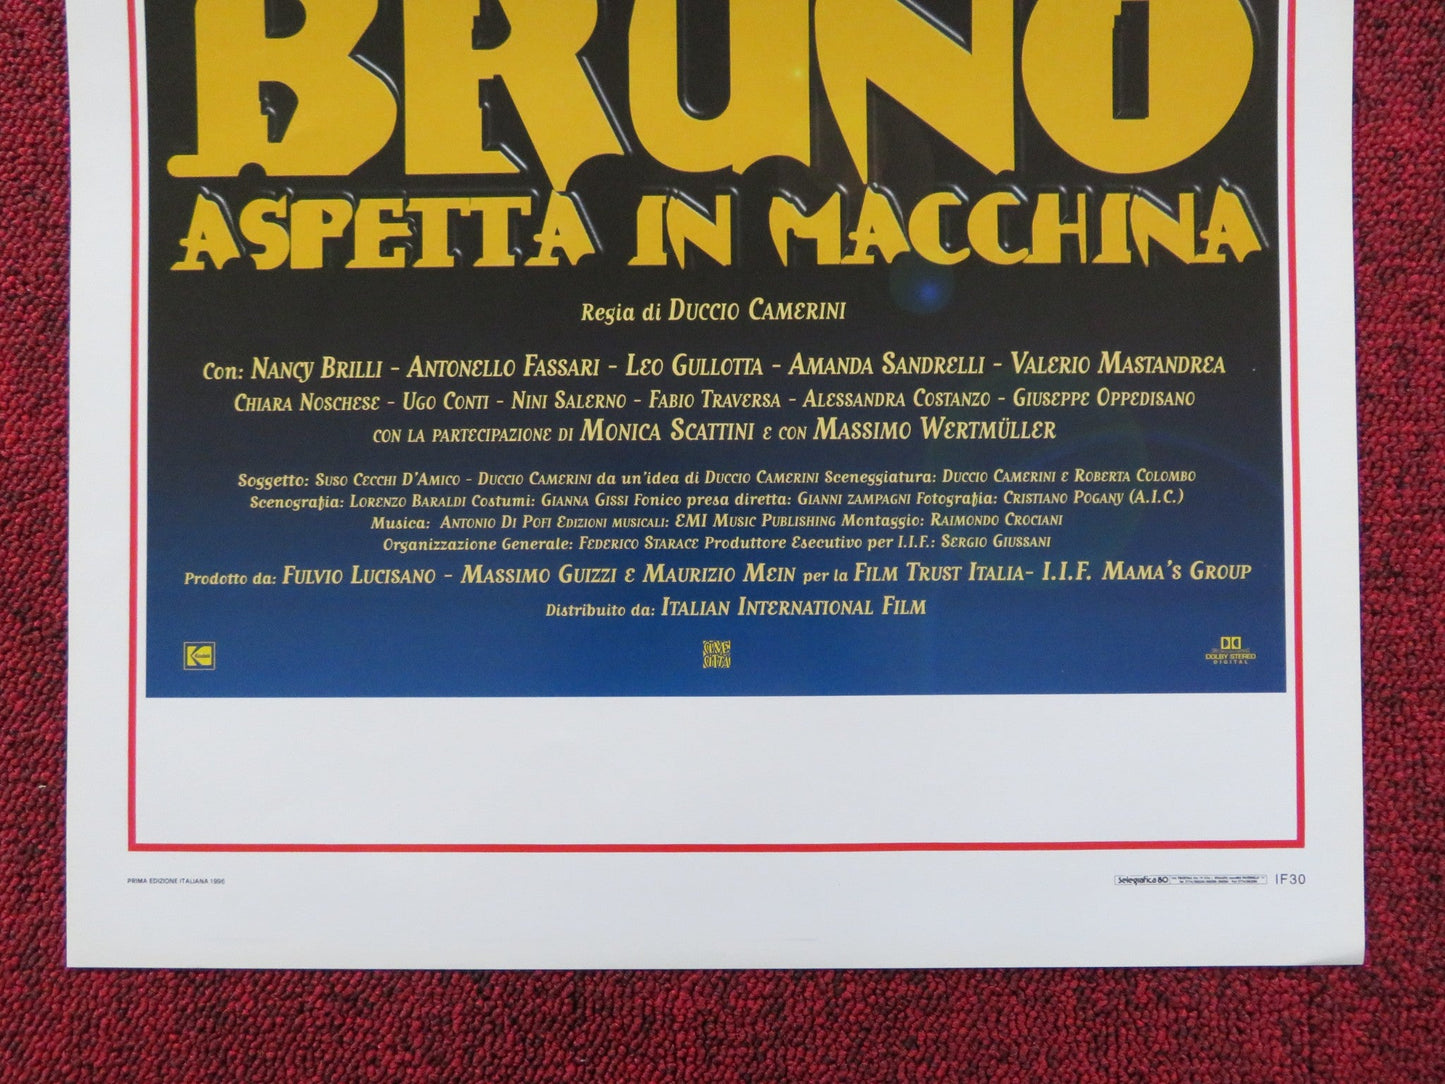 BRUNO
ASPETTA IN MACCHINA
Regia di DUCCIO CAMERINI
Con: NANCY BRILLI - ANTONELLO FASSARI - LEO GULLOTTA - AMANDA SANDRELLI - VALERIO MASTANDREA
CHIARA NOSCHESE - UGO CONTI - NINI SALERNO - FABIO TRAVERSA - ALESSANDRA COSTANZO - GIUSEPPE OPPEDISANO
CON LA PARTECIPAZIONE DI MONICA SCATTINI E CON MASSIMO WERTMÜLLER
Soggetto: SUSO CECCHI D'AMICO - DUCCIO CAMERINI DA UN'IDEA DI DUCCIO CAMERINI Sceneggiatura: DUCCIO CAMERINI E ROBERTA COLOMBO
Scenografia: LORENZO BARALDI Costumi: GIANNA GISSI Fonico presa diretta: GIANNI ZAMPAGNI Fotografia: CRISTIANO POGANY (A.I.C.)
Musica: ANTONIO DI POFI EDIZIONI MUSICALI: EMI MUSIC PUBLISHING Montaggio: RAIMONDO CROCIANI
Organizzazione Generale: FEDERICO STARACE Produttore Esecutivo per I.I.F.: SERGIO GIUSSANI
Prodotto da: FULVIO LUCISANO - MASSIMO GUIZZI E MAURIZIO MEIN per la FILM TRUST ITALIA- I.I.F. MAMA'S GROUP
Distribuito da: ITALIAN INTERNATIONAL FILM
Kodak
CINE CITTÀ
DOLBY STEREO
DIGITAL
PRIMA EDIZIONE ITALIANA 1996
Selegrafica 80
IF30